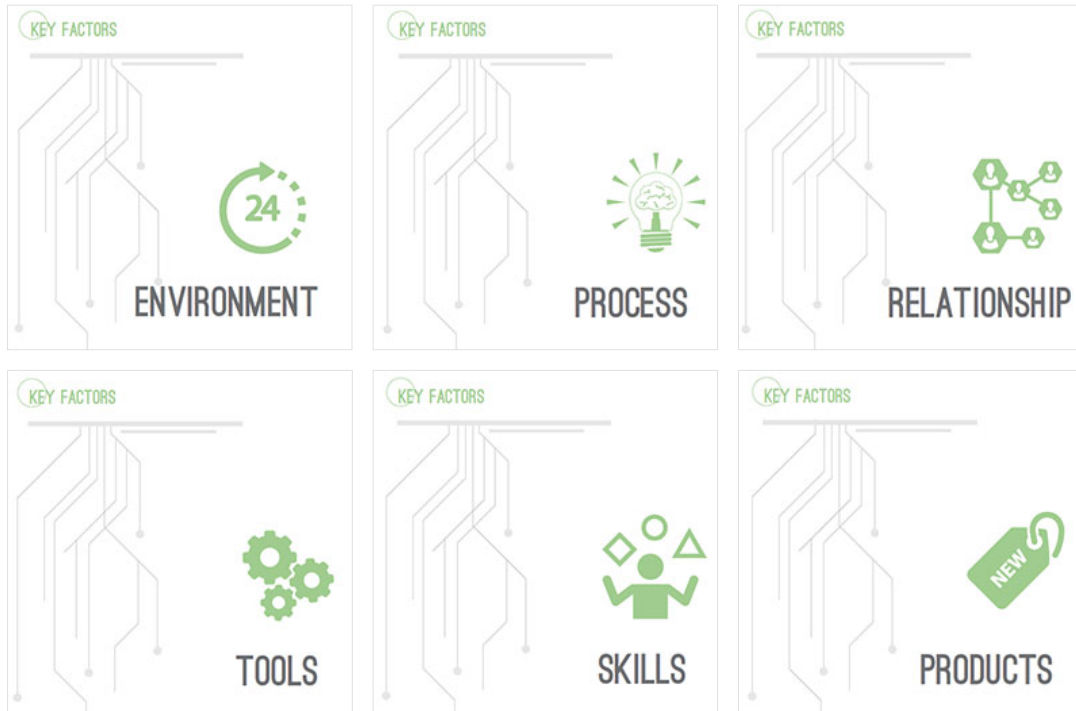 KEY FACTORS
24
ENVIRONMENT
KEY FACTORS
PROCESS
KEY FACTORS
RELATIONSHIP
KEY FACTORS
TOOLS
KEY FACTORS
SKILLS
KEY FACTORS
NEW
PRODUCTS